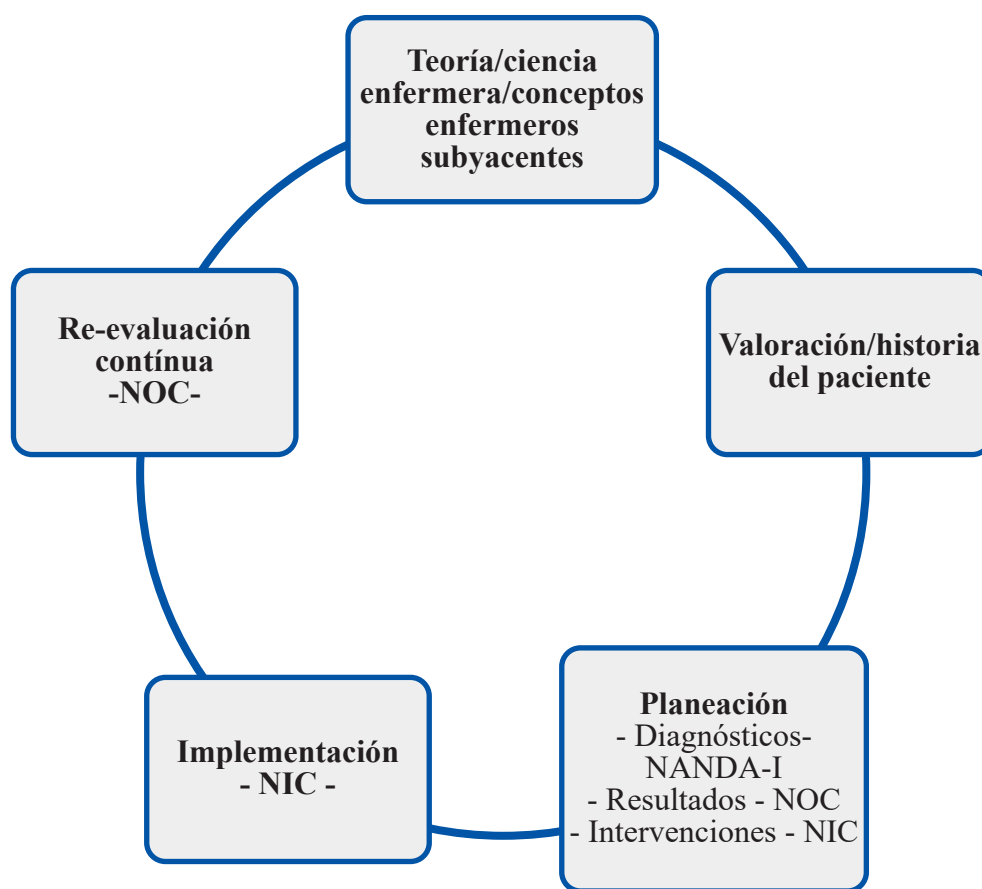 Teoría/ciencia
enfermera/conceptos
enfermeros
subyacentes
Valoración/historia
del paciente
Planeación
- Diagnósticos-
NANDA-I
- Resultados - NOC
- Intervenciones - NIC
Implementación
- NIC -
Re-evaluación
contínua
-NOC-